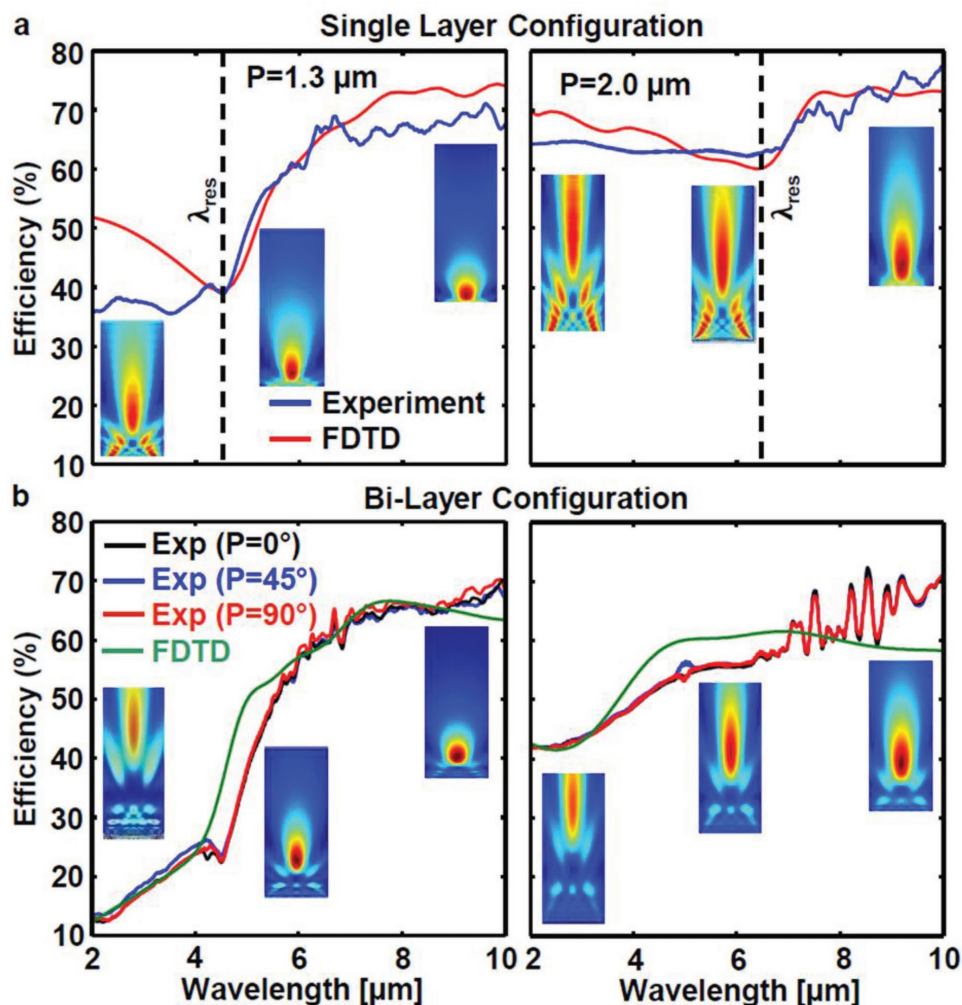 a Single Layer Configuration
80
70
60
50
40
30
20
10
Efficiency (%)
P=1.3 µm
λres
Experiment
FDTD
P=2.0 µm
λres
b Bi-Layer Configuration
80
70
60
50
40
30
20
10
Efficiency (%)
Exp (P=0°)
Exp (P=45°)
Exp (P=90°)
FDTD
2 4 6 8 10
Wavelength [µm]
2 4 6 8 10
Wavelength [µm]